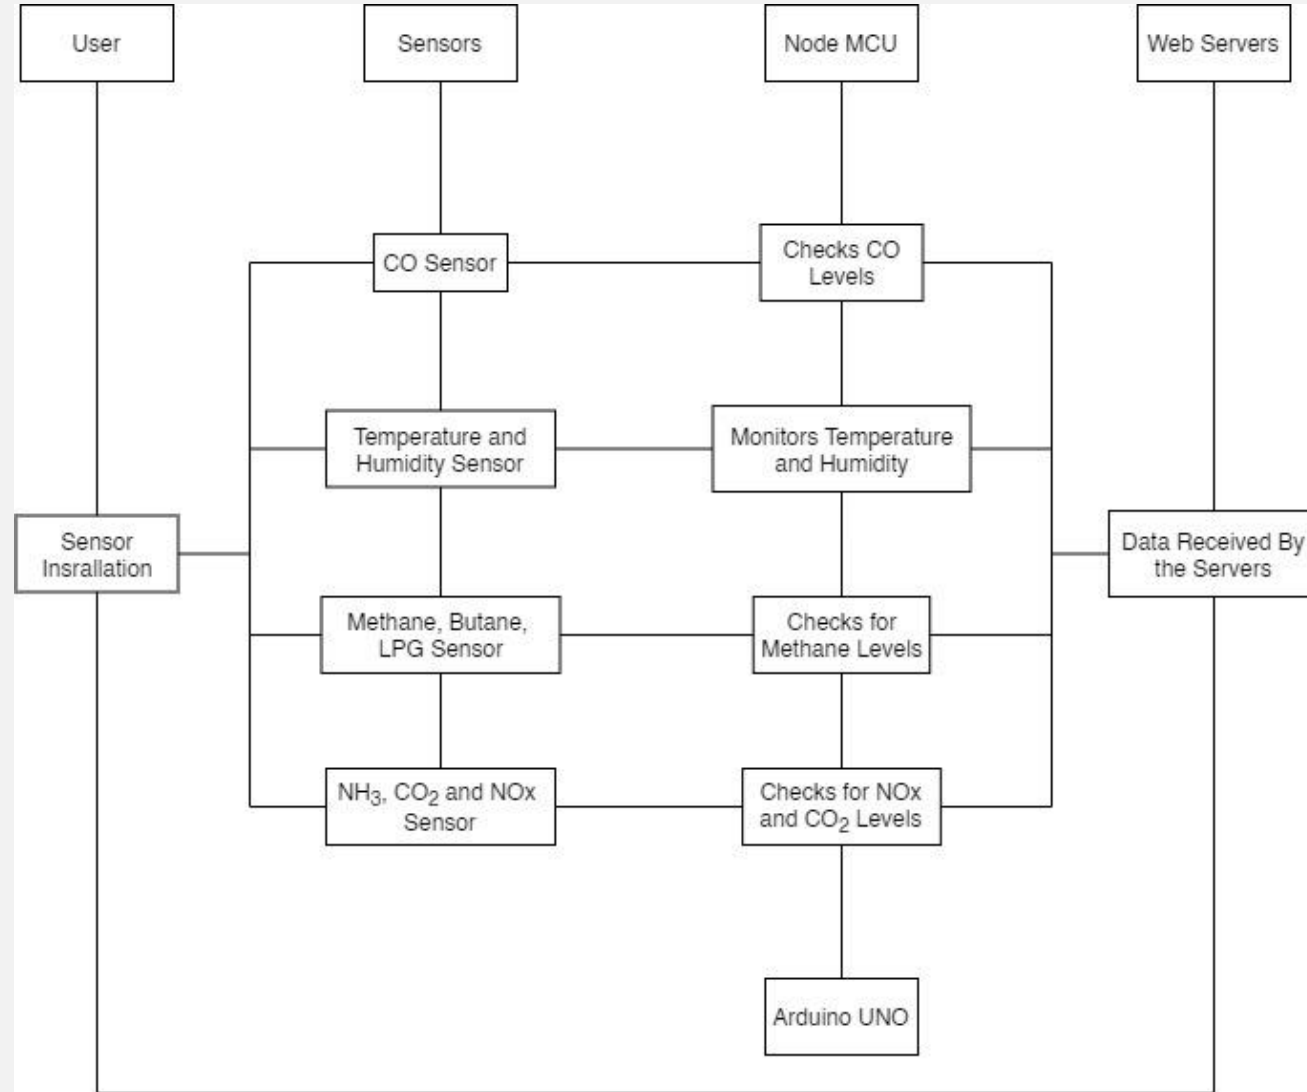 User
Sensors
Node MCU
Web Servers
CO Sensor
Checks CO
Levels
Temperature and
Humidity Sensor
Monitors Temperature
and Humidity
Sensor
Insrallation
Data Received By
the Servers
Methane, Butane,
LPG Sensor
Checks for
Methane Levels
NH₃, CO₂ and NOx
Sensor
Checks for NOx
and CO₂ Levels
Arduino UNO